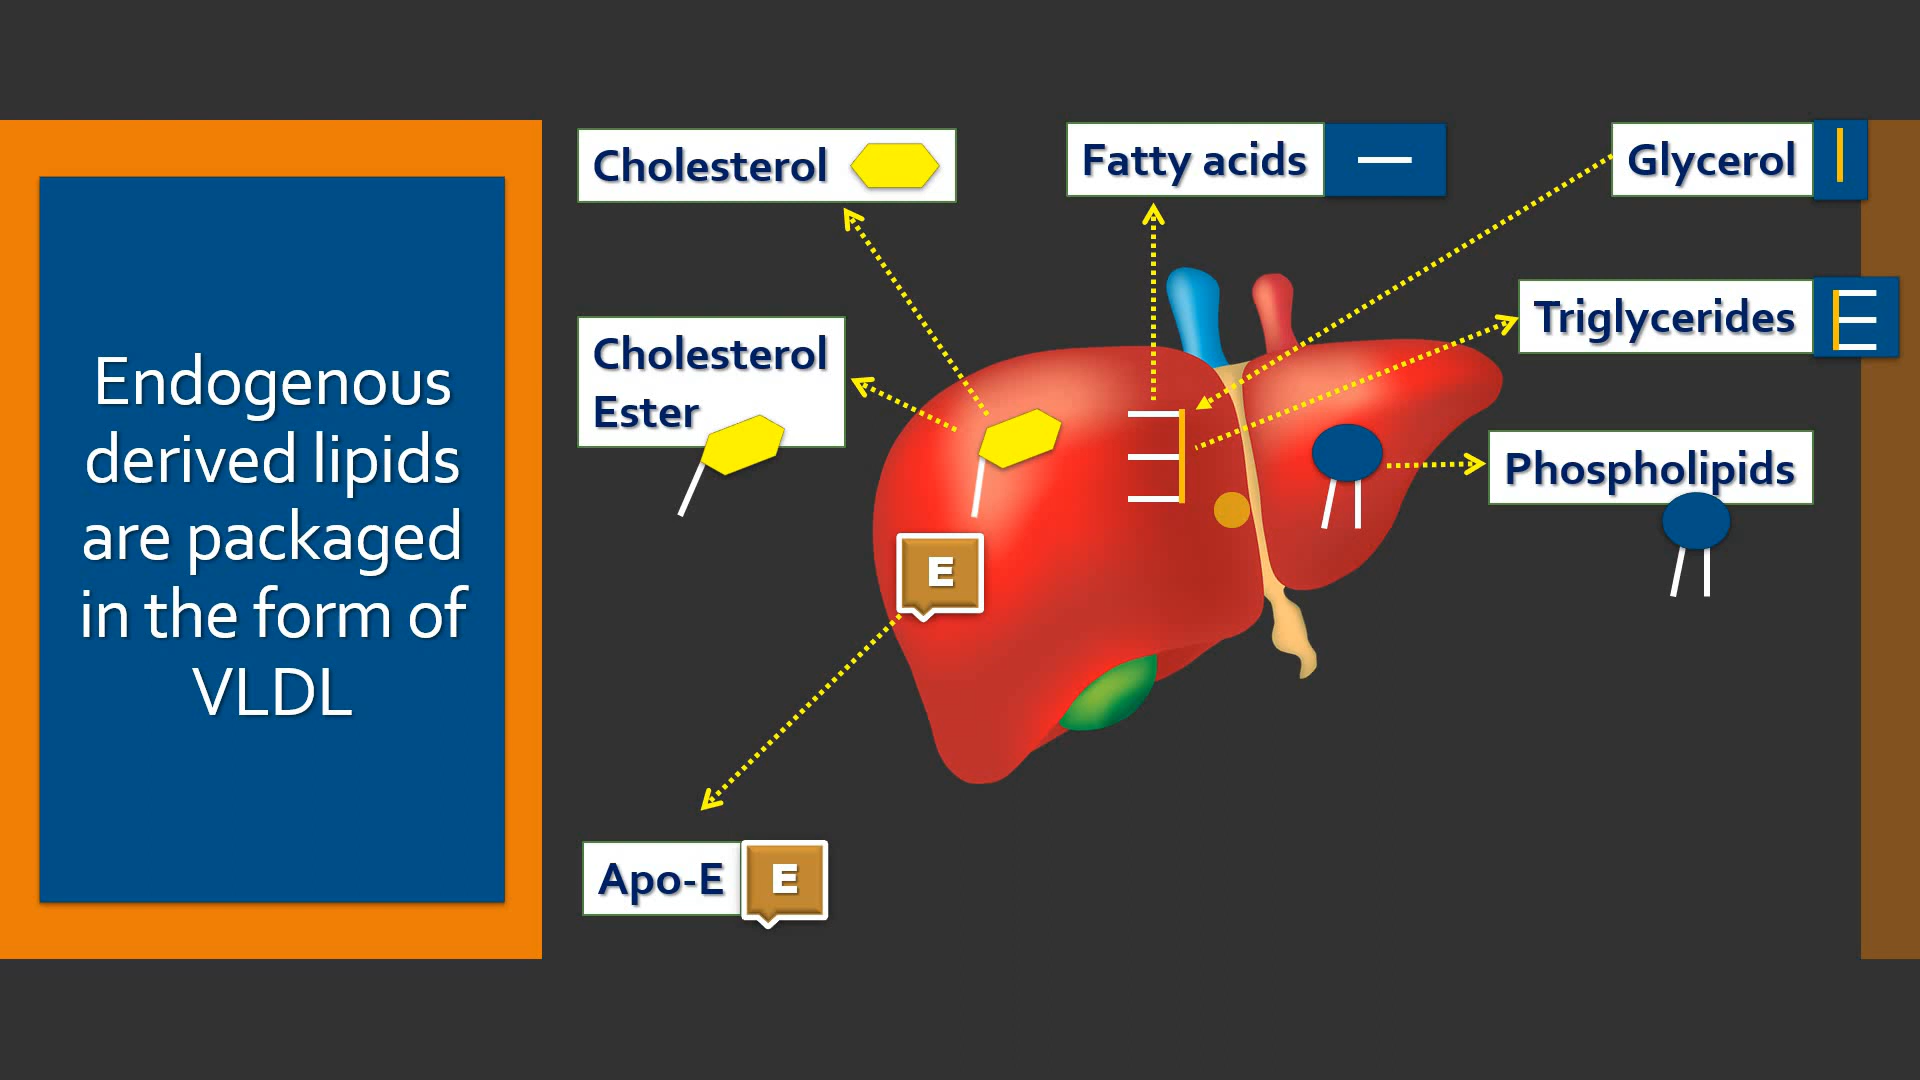 Endogenous
derived lipids
are packaged
in the form of
VLDL
Cholesterol
Fatty acids
Glycerol
Cholesterol
Ester
Triglycerides
Phospholipids
E
Apo-E
E